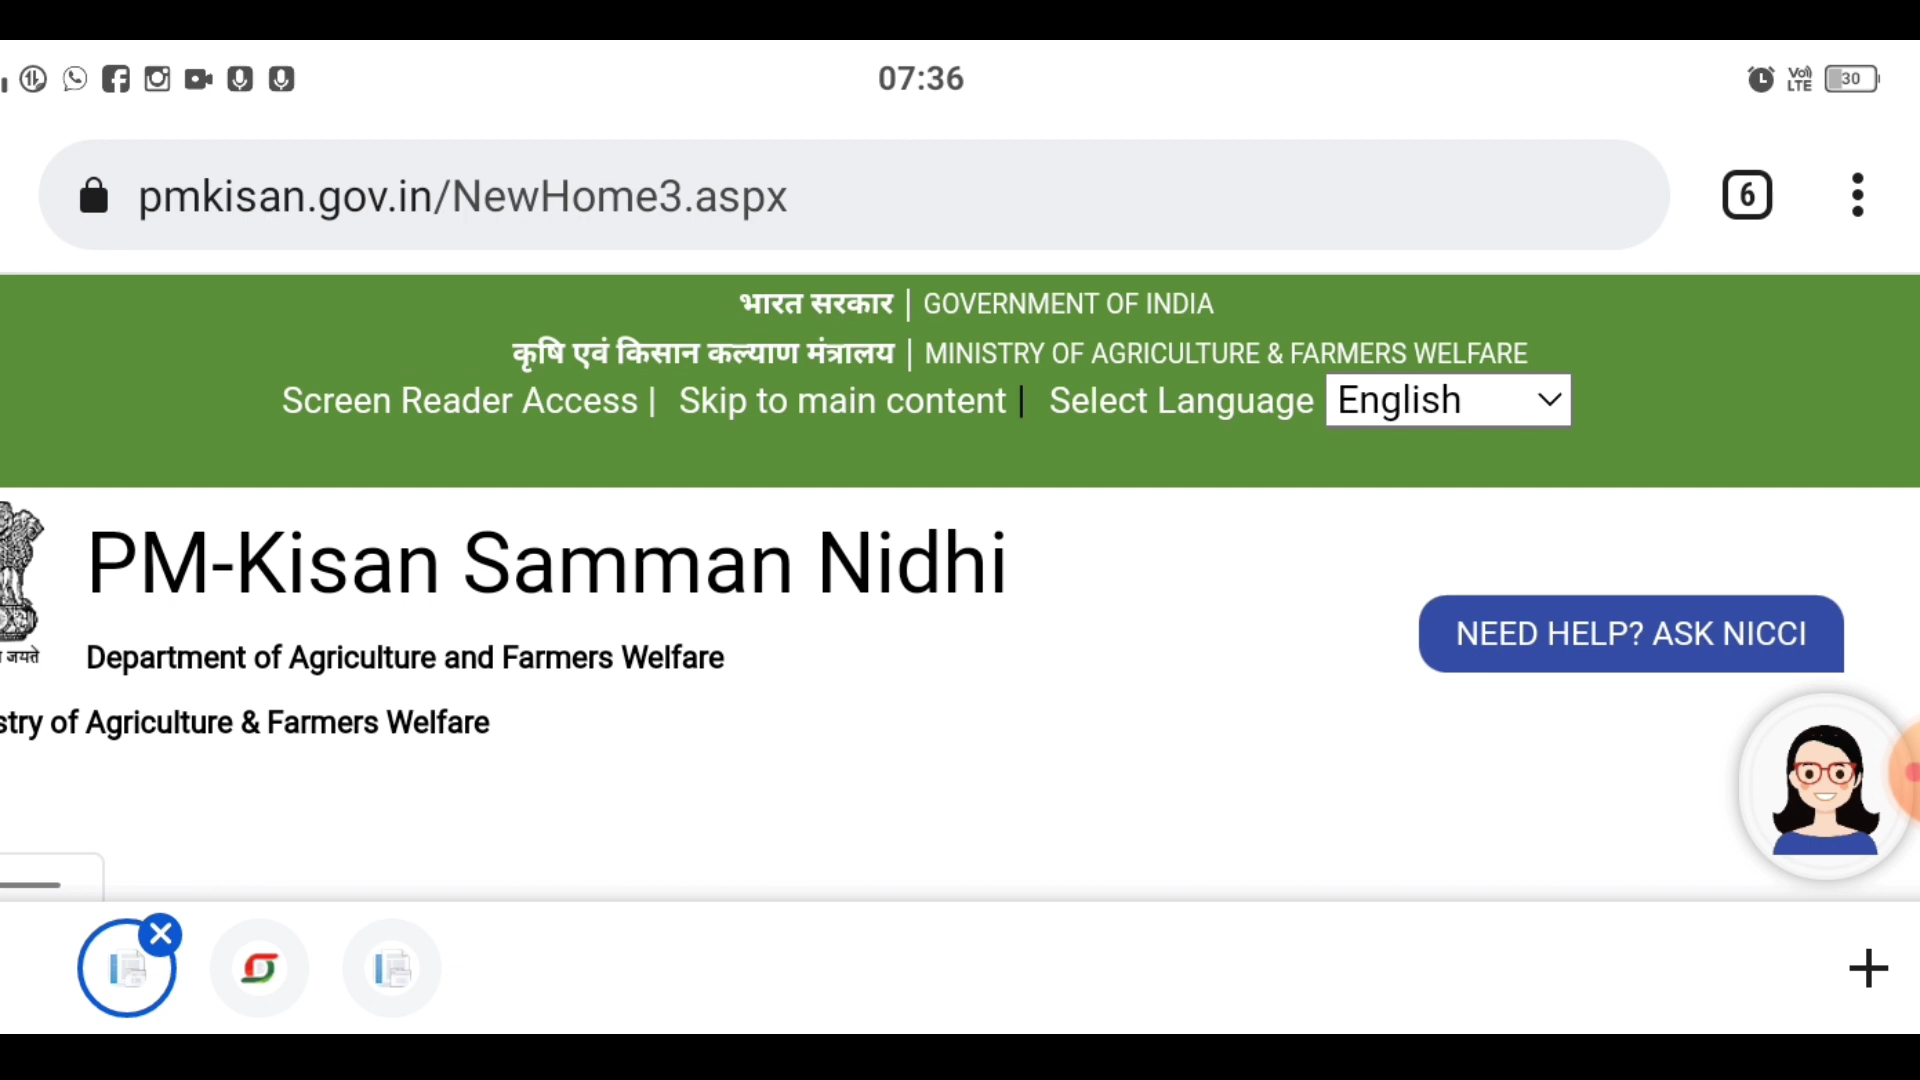 07:36
Vo)) LTE
30
pmkisan.gov.in/NewHome3.aspx
6
भारत सरकार | GOVERNMENT OF INDIA
कृषि एवं किसान कल्याण मंत्रालय | MINISTRY OF AGRICULTURE & FARMERS WELFARE
Screen Reader Access | Skip to main content | Select Language English
PM-Kisan Samman Nidhi
जयते
Department of Agriculture and Farmers Welfare
NEED HELP? ASK NICCI
stry of Agriculture & Farmers Welfare